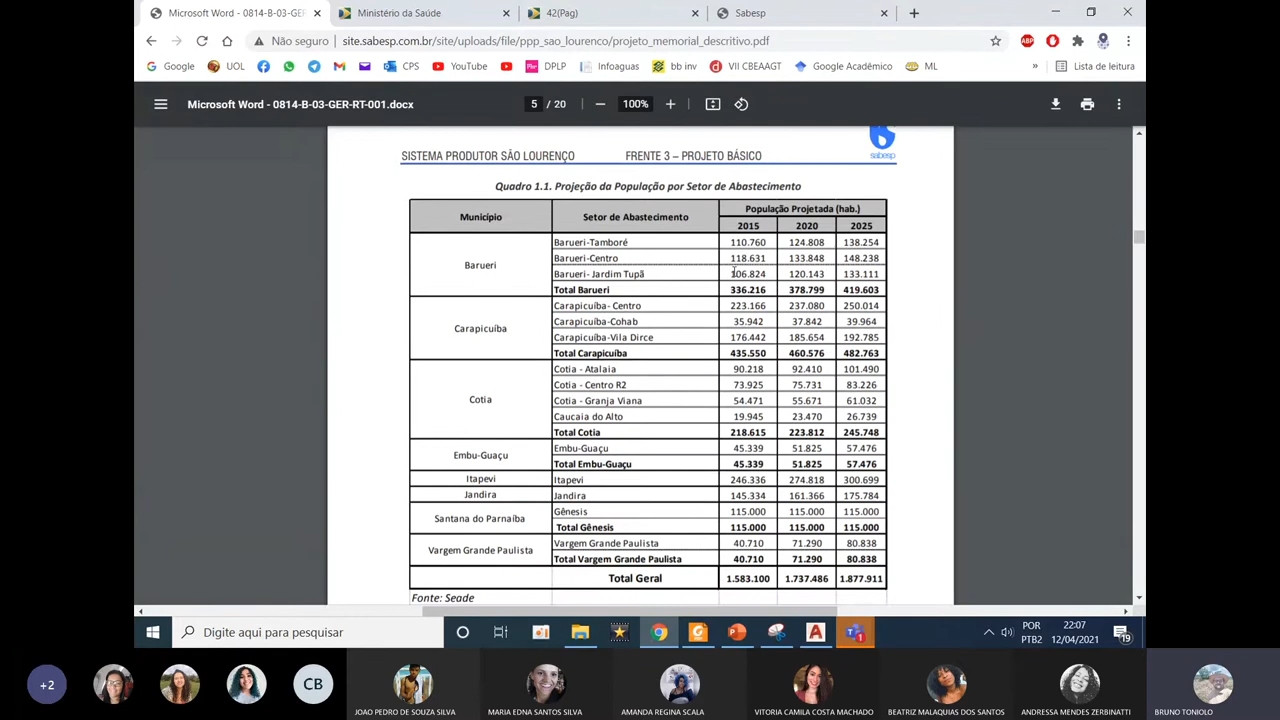 Microsoft Word - 0814-B-03-GER
Ministério da Saúde
42(Pag)
Sabesp
Não seguro
site.sabesp.com.br/site/uploads/file/ppp_sao_lourenco/projeto_memorial_descritivo.pdf
ABP
Google
UOL
CPS
YouTube
DPLP
Infoaguas
bb inv
VII CBEAAGT
Google Acadêmico
ML
»
Lista de leitura
Microsoft Word - 0814-B-03-GER-RT-001.docx
5 / 20
100%
sabesp
SISTEMA PRODUTOR SÃO LOURENÇO FRENTE 3 – PROJETO BÁSICO
Quadro 1.1. Projeção da População por Setor de Abastecimento
Município Setor de Abastecimento População Projetada (hab.)
2015 2020 2025
Barueri
Barueri-Tamboré 110.760 124.808 138.254
Barueri-Centro 118.631 133.848 148.238
Barueri- Jardim Tupã 106.824 120.143 133.111
Total Barueri 336.216 378.799 419.603
Carapicuíba
Carapicuíba- Centro 223.166 237.080 250.014
Carapicuíba-Cohab 35.942 37.842 39.964
Carapicuíba-Vila Dirce 176.442 185.654 192.785
Total Carapicuíba 435.550 460.576 482.763
Cotia
Cotia - Atalaia 90.218 92.410 101.490
Cotia - Centro R2 73.925 75.731 83.226
Cotia - Granja Viana 54.471 55.671 61.032
Caucaia do Alto 19.945 23.470 26.739
Total Cotia 218.615 223.812 245.748
Embu-Guaçu
Embu-Guaçu 45.339 51.825 57.476
Total Embu-Guaçu 45.339 51.825 57.476
Itapevi Itapevi 246.336 274.818 300.699
Jandira Jandira 145.334 161.366 175.784
Santana do Parnaíba
Gênesis 115.000 115.000 115.000
Total Gênesis 115.000 115.000 115.000
Vargem Grande Paulista
Vargem Grande Paulista 40.710 71.290 80.838
Total Vargem Grande Paulista 40.710 71.290 80.838
Total Geral 1.583.100 1.737.486 1.877.911
Fonte: Seade
Digite aqui para pesquisar
POR
PTB2
22:07
12/04/2021
19
+2
CB
JOAO PEDRO DE SOUZA SILVA
MARIA EDNA SANTOS SILVA
AMANDA REGINA SCALA
VITORIA CAMILA COSTA MACHADO
BEATRIZ MALAQUIAS DOS SANTOS
ANDRESSA MENDES ZERBINATTI
BRUNO TONIOLO